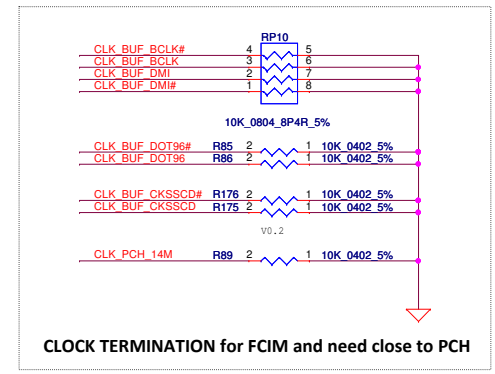 RP10
CLK_BUF_BCLK# 4 5
CLK_BUF_BCLK 3 6
CLK_BUF_DMI 2 7
CLK_BUF_DMI# 1 8
10K_0804_8P4R_5%
CLK_BUF_DOT96# R85 2 1 10K_0402_5%
CLK_BUF_DOT96 R86 2 1 10K_0402_5%
CLK_BUF_CKSSCD# R176 2 1 10K_0402_5%
CLK_BUF_CKSSCD R175 2 1 10K_0402_5%
V0.2
CLK_PCH_14M R89 2 1 10K_0402_5%
CLOCK TERMINATION for FCIM and need close to PCH